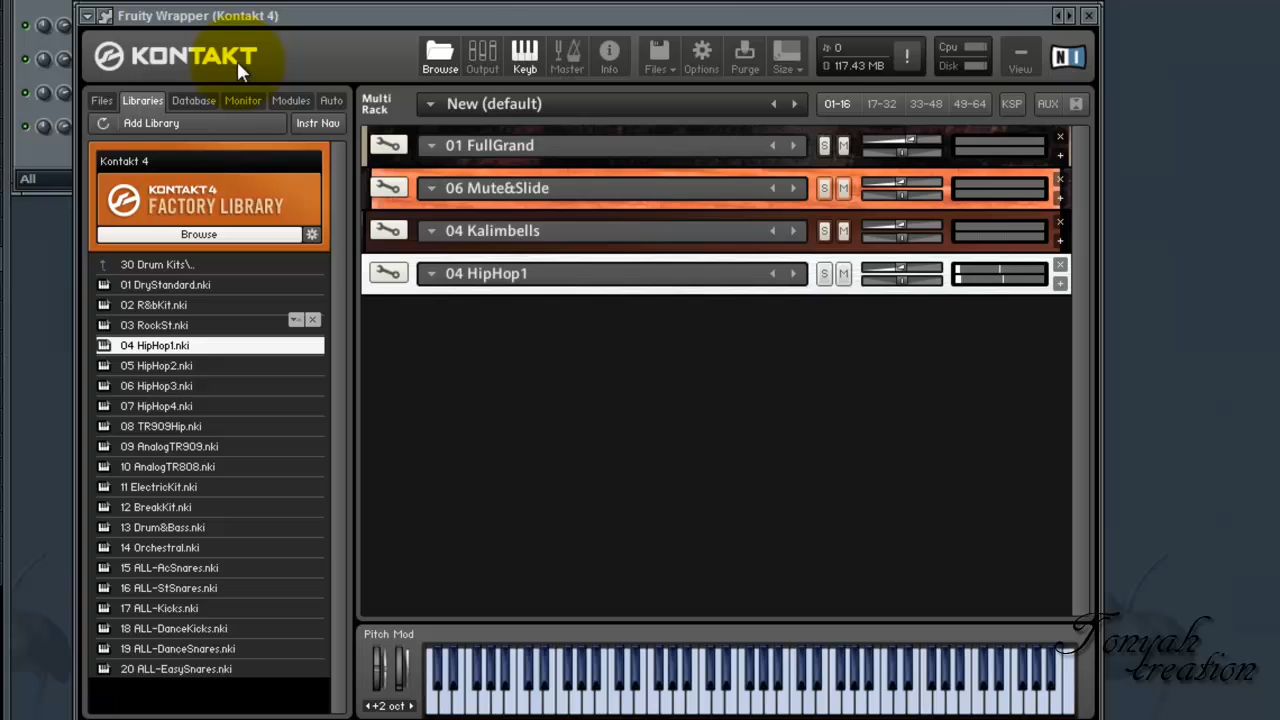 Fruity Wrapper (Kontakt 4)
KONTAKT
Browse
Output
Keyb
Master
Info
Files
Options
Purge
Size
0
117.43 MB
!
Cpu
Disk
View
NI
Files
Libraries
Database
Monitor
Modules
Auto
Multi
Rack
New (default)
01-16
17-32
33-48
49-64
KSP
AUX
Add Library
Instr Nav
Kontakt 4
KONTAKT 4
FACTORY LIBRARY
Browse
01 FullGrand
S M
06 Mute&Slide
S M
04 Kalimbells
S M
04 HipHop1
S M
All
30 Drum Kits\..
01 DryStandard.nki
02 R&bKit.nki
03 RockSt.nki
04 HipHop1.nki
05 HipHop2.nki
06 HipHop3.nki
07 HipHop4.nki
08 TR909Hip.nki
09 AnalogTR909.nki
10 AnalogTR808.nki
11 ElectricKit.nki
12 BreakKit.nki
13 Drum&Bass.nki
14 Orchestral.nki
15 ALL-AcSnares.nki
16 ALL-StSnares.nki
17 ALL-Kicks.nki
18 ALL-DanceKicks.nki
19 ALL-DanceSnares.nki
20 ALL-EasySnares.nki
Pitch Mod
+2 oct
Tonyah
creation